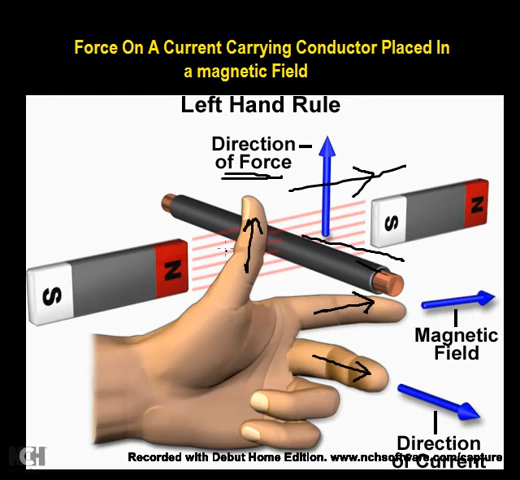 Force On A Current Carrying Conductor Placed In
a magnetic Field
Left Hand Rule
Direction
of Force
S
N
N
S
Magnetic
Field
Direction
of Current
NCH
Recorded with Debut Home Edition. www.nchsoftware.com/capture